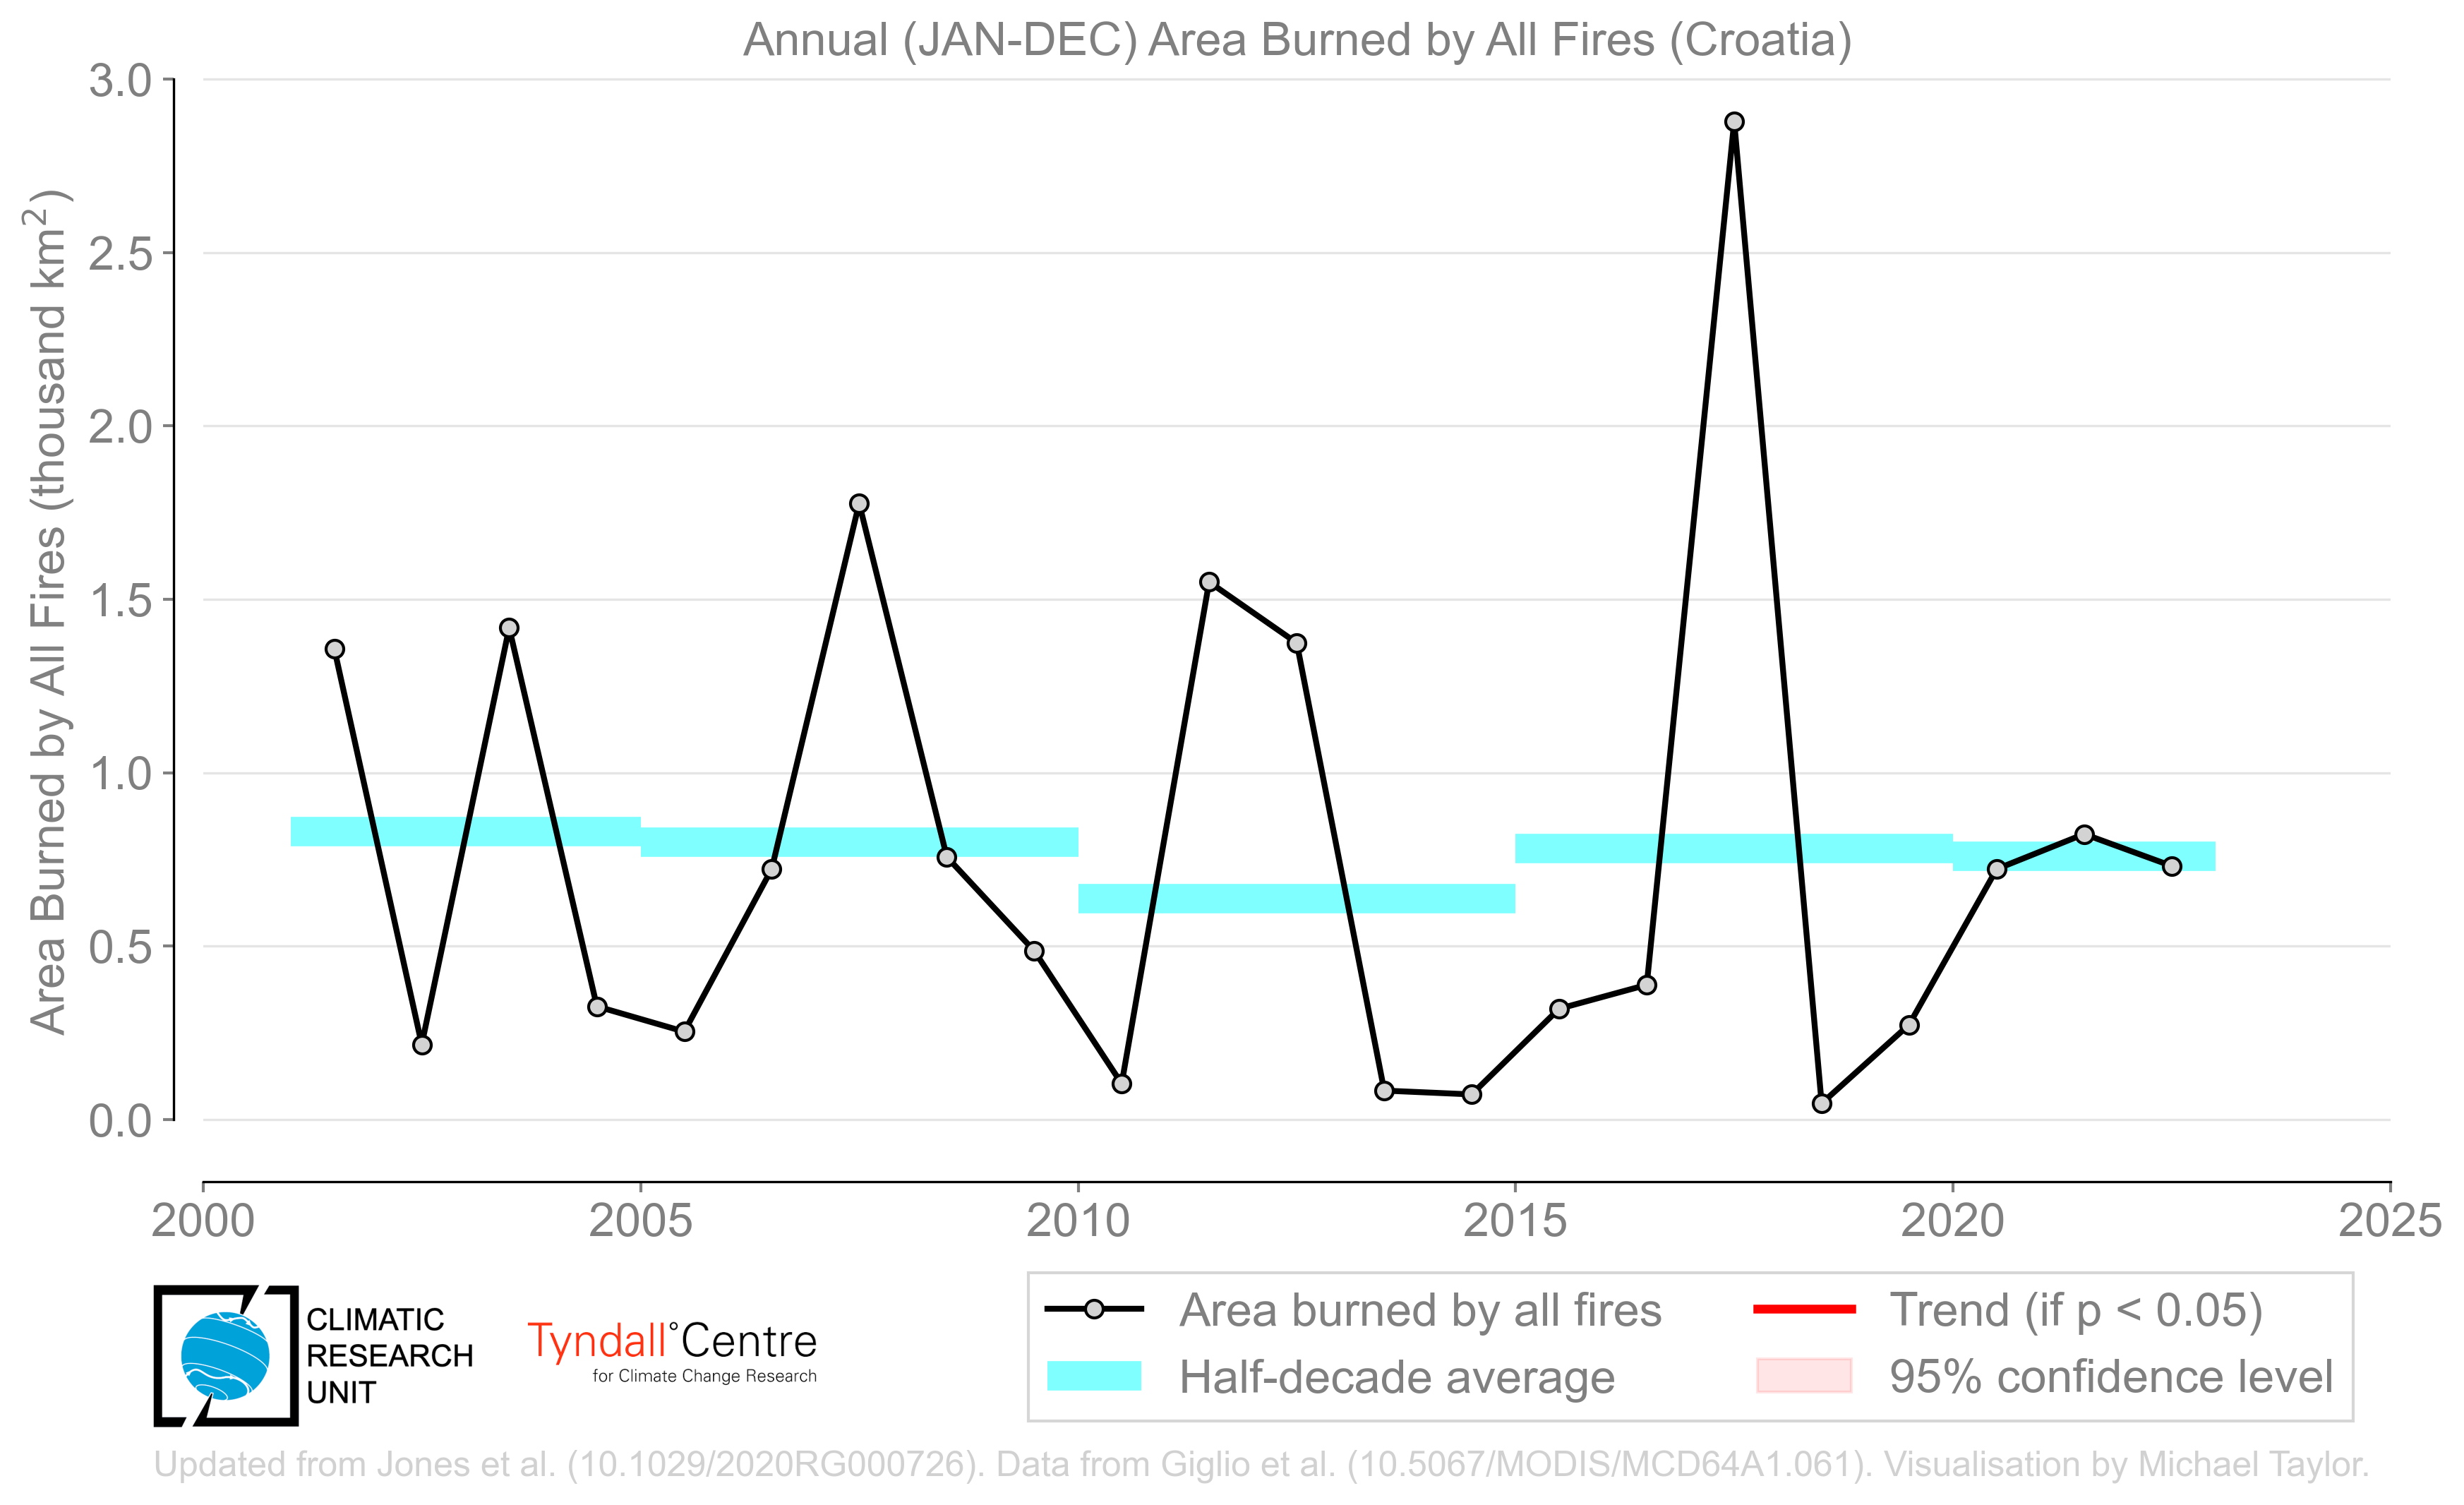 Annual (JAN-DEC) Area Burned by All Fires (Croatia)
Area Burned by All Fires (thousand km²)
3.0
2.5
2.0
1.5
1.0
0.5
0.0
2000
2005
2010
2015
2020
2025
CLIMATIC
RESEARCH
UNIT
Tyndall°Centre
for Climate Change Research
Area burned by all fires
Half-decade average
Trend (if p < 0.05)
95% confidence level
Updated from Jones et al. (10.1029/2020RG000726). Data from Giglio et al. (10.5067/MODIS/MCD64A1.061). Visualisation by Michael Taylor.